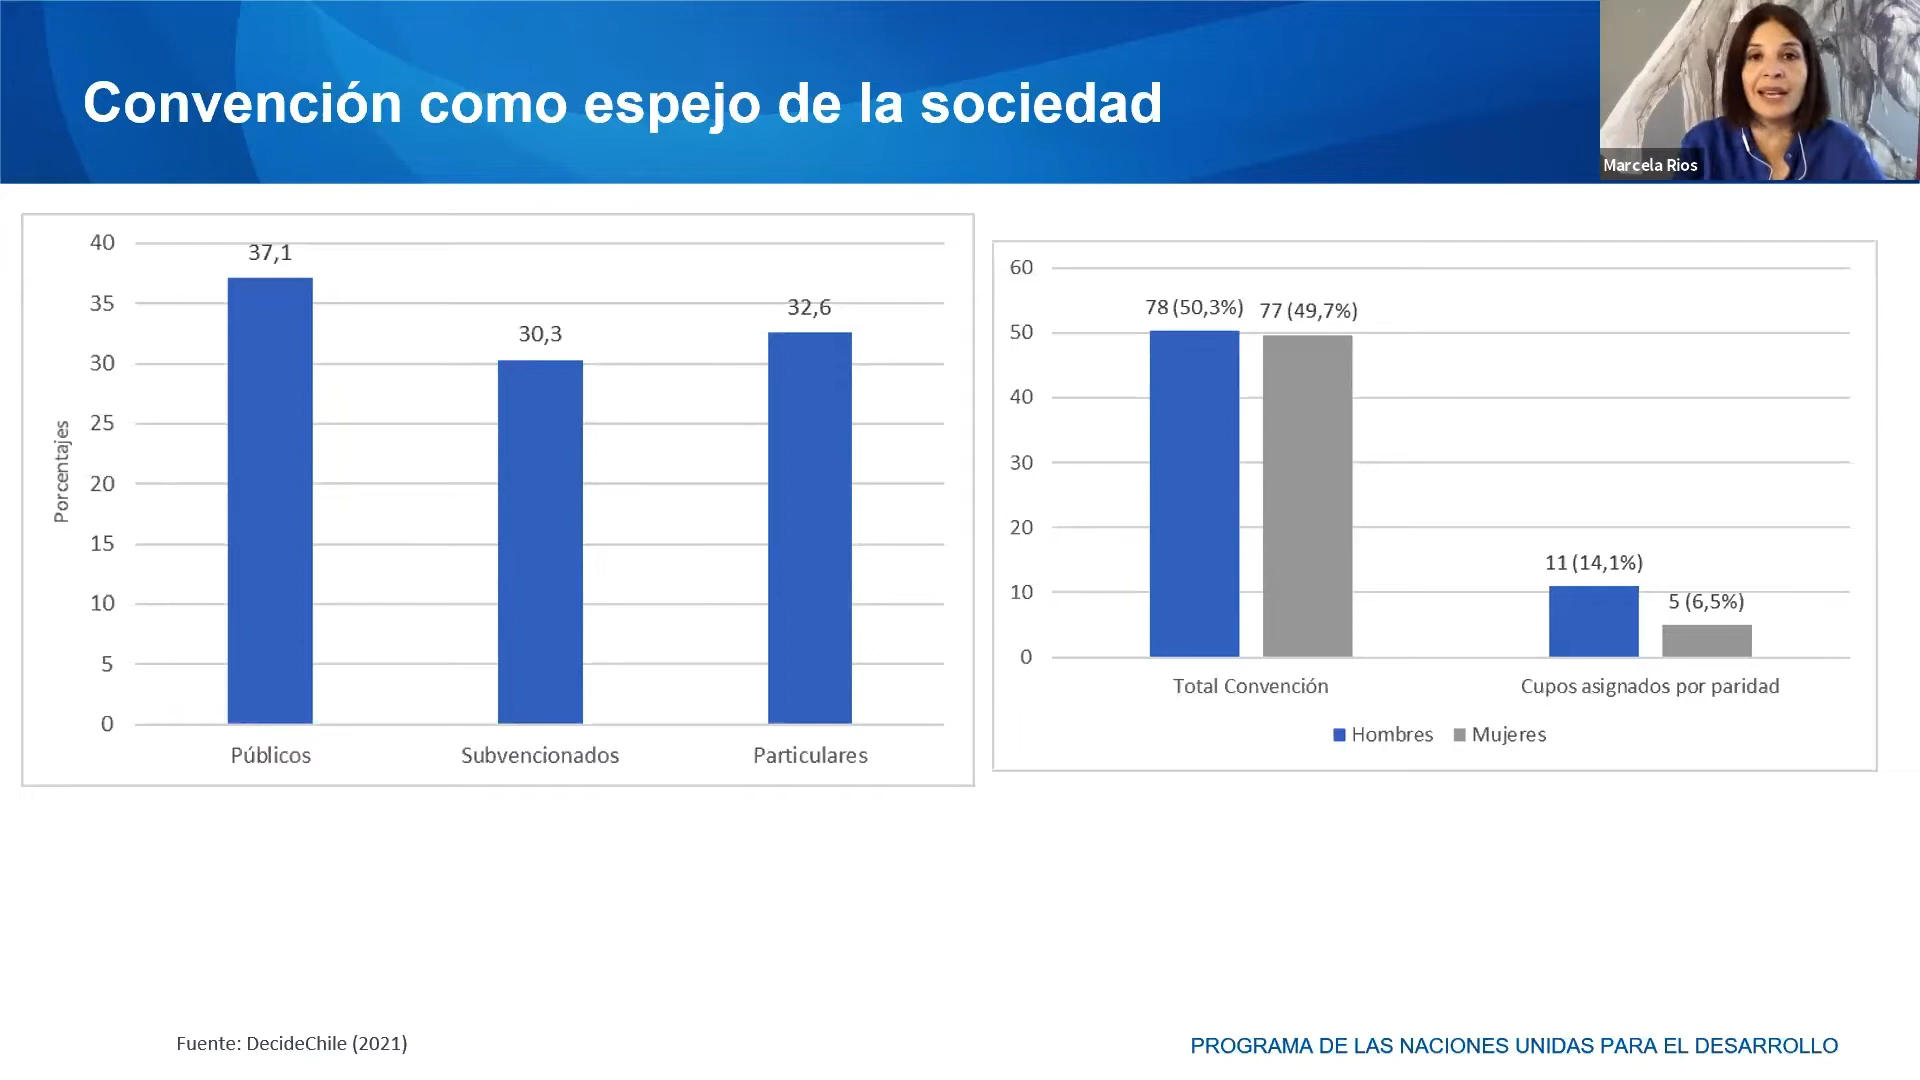 Convención como espejo de la sociedad
Marcela Rios
40
35
30
25
20
15
10
5
0
Porcentajes
37,1
30,3
32,6
Públicos
Subvencionados
Particulares
60
50
40
30
20
10
0
78 (50,3%)
77 (49,7%)
11 (14,1%)
5 (6,5%)
Total Convención
Cupos asignados por paridad
Hombres
Mujeres
Fuente: DecideChile (2021)
PROGRAMA DE LAS NACIONES UNIDAS PARA EL DESARROLLO